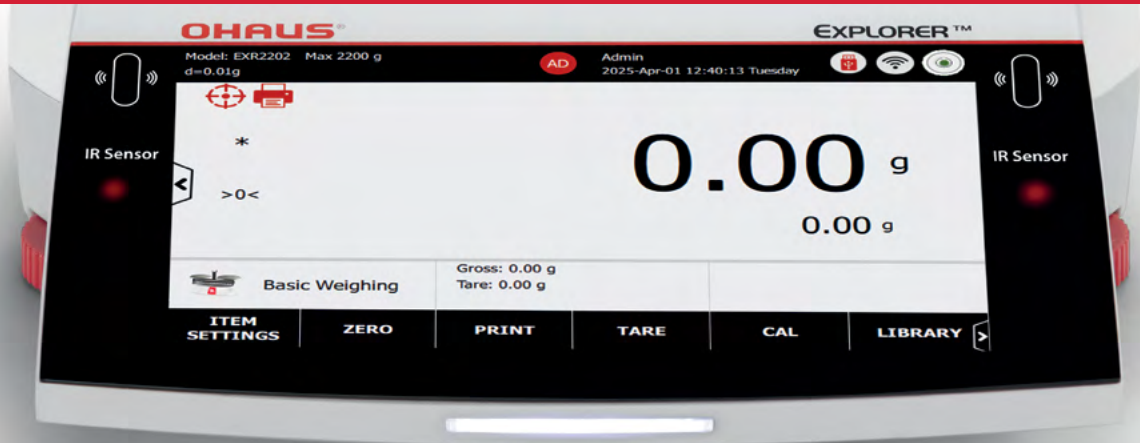 OHAUS®
EXPLORER™
Model: EXR2202 Max 2200 g
d=0.01g
AD
Admin
2025-Apr-01 12:40:13 Tuesday
IR Sensor
*
>0<
0.00 g
0.00 g
IR Sensor
Basic Weighing
Gross: 0.00 g
Tare: 0.00 g
ITEM
SETTINGS
ZERO
PRINT
TARE
CAL
LIBRARY